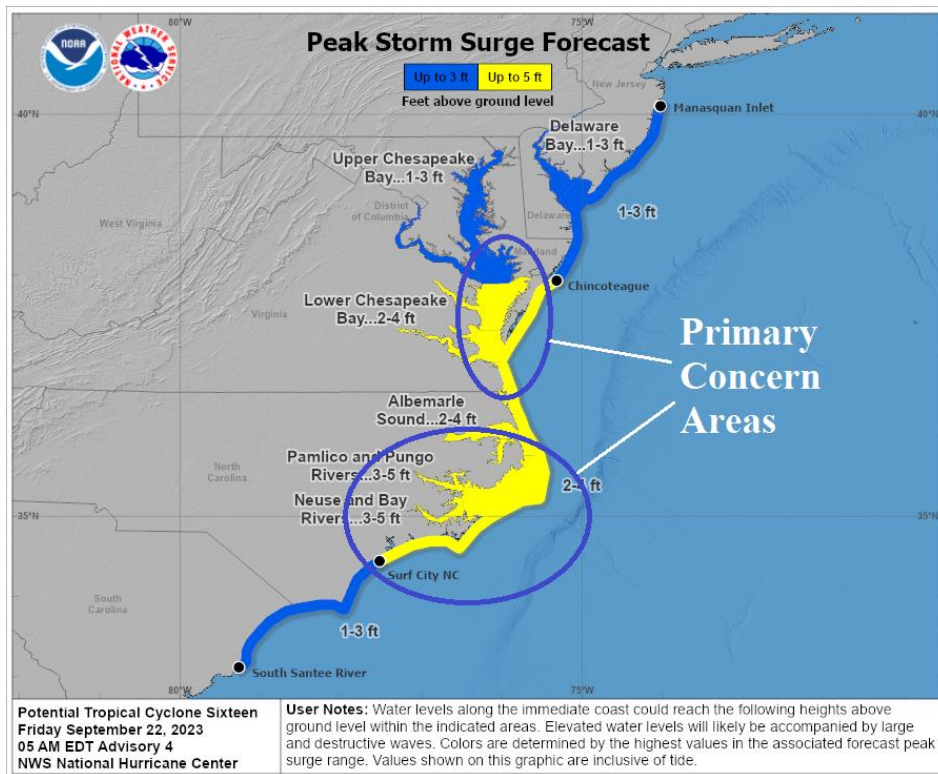 80°W
75°W
NOAA
Peak Storm Surge Forecast
Up to 3 ft
Up to 5 ft
Feet above ground level
New Jersey
Manasquan Inlet
40°N
40°N
Delaware
Bay...1-3 ft
Upper Chesapeake
Bay...1-3 ft
District
of Columbia
West Virginia
Delaware
Maryland
1-3 ft
Chincoteague
Lower Chesapeake
Bay...2-4 ft
Virginia
Primary
Concern
Areas
Albemarle
Sound...2-4 ft
Pamlico and Pungo
Rivers...3-5 ft
North
Carolina
2-4 ft
Neuse and Bay
Rivers...3-5 ft
35°N
35°N
Surf City NC
South
Carolina
1-3 ft
South Santee River
80°W
75°W
Potential Tropical Cyclone Sixteen
Friday September 22, 2023
05 AM EDT Advisory 4
NWS National Hurricane Center
User Notes: Water levels along the immediate coast could reach the following heights above
ground level within the indicated areas. Elevated water levels will likely be accompanied by large
and destructive waves. Colors are determined by the highest values in the associated forecast peak
surge range. Values shown on this graphic are inclusive of tide.